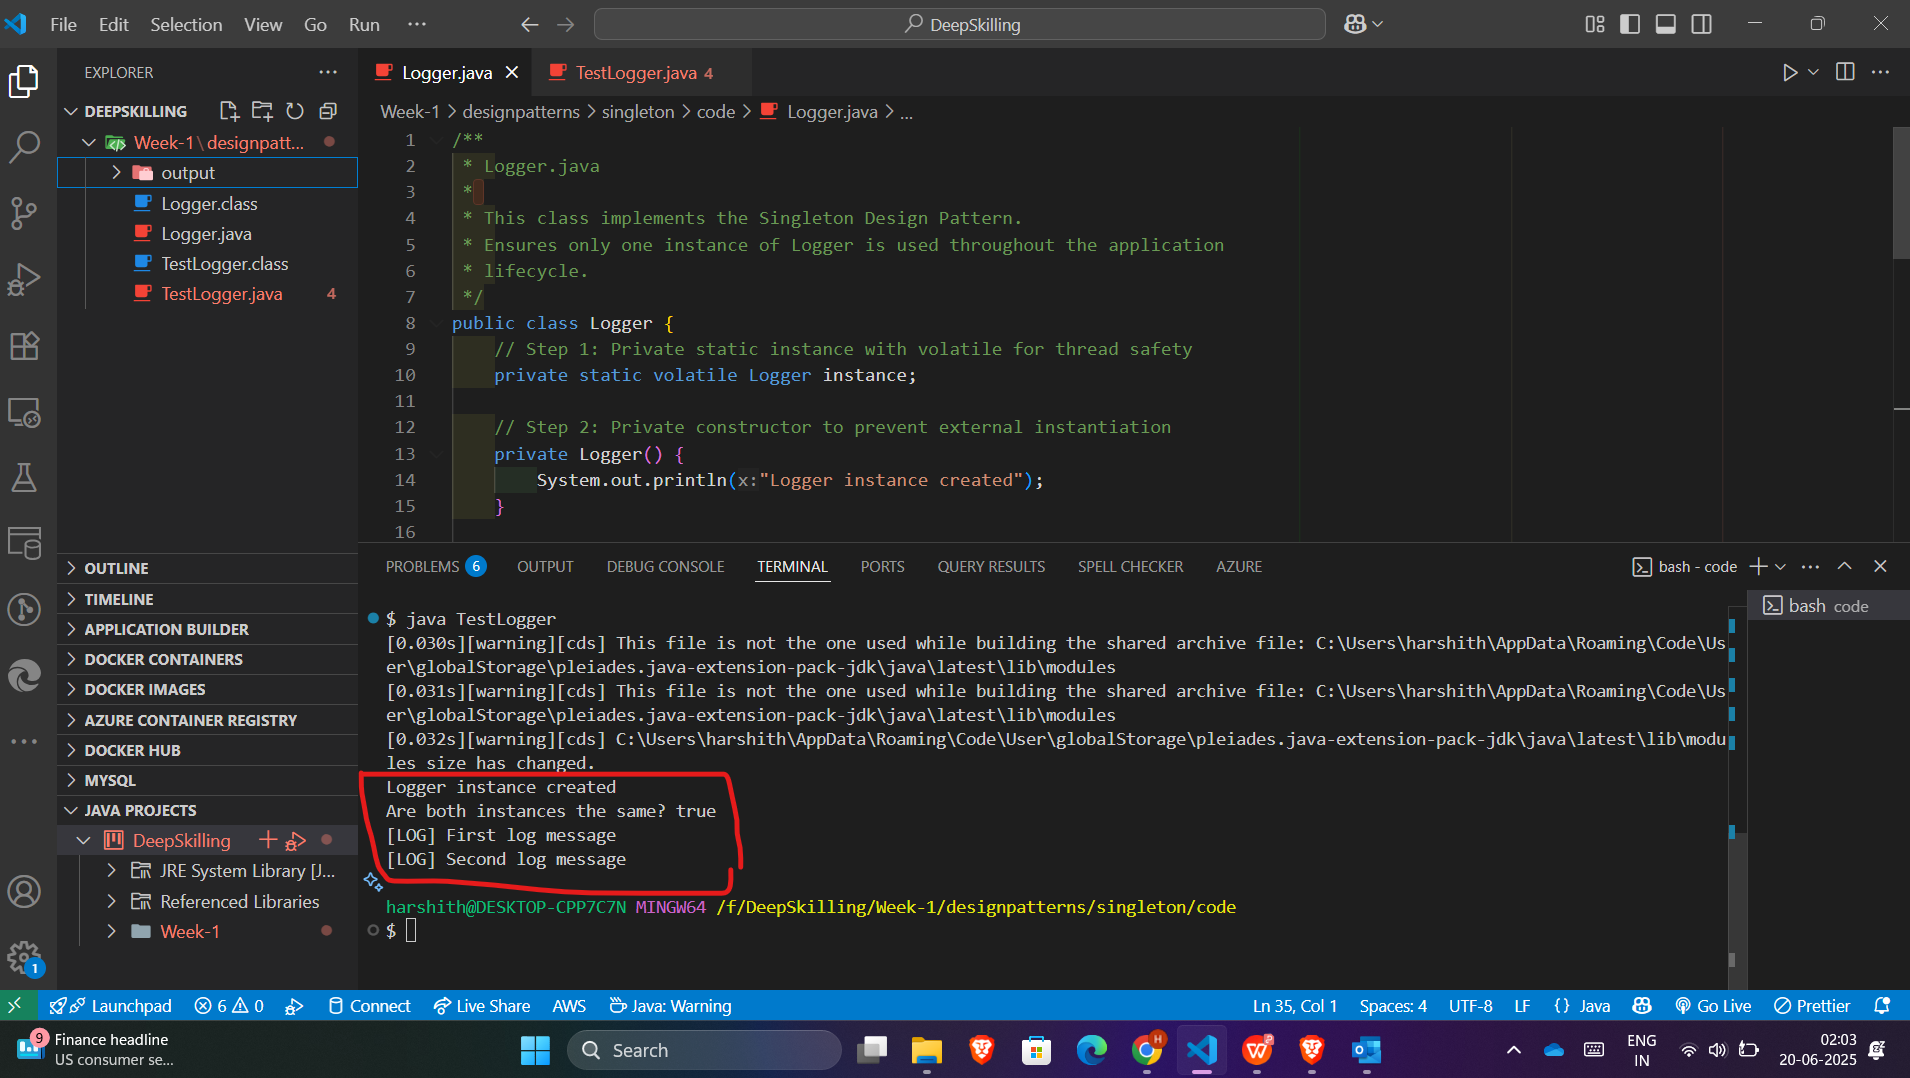 File Edit Selection View Go Run ···
DeepSkilling
EXPLORER
DEEPSKILLING
Week-1\designpatt...
output
Logger.class
Logger.java
TestLogger.class
TestLogger.java 4
OUTLINE
TIMELINE
APPLICATION BUILDER
DOCKER CONTAINERS
DOCKER IMAGES
AZURE CONTAINER REGISTRY
DOCKER HUB
MYSQL
JAVA PROJECTS
DeepSkilling
JRE System Library [J...
Referenced Libraries
Week-1
1
Logger.java
TestLogger.java 4
Week-1 > designpatterns > singleton > code > Logger.java > ...
1 /**
2 * Logger.java
3 *
4 * This class implements the Singleton Design Pattern.
5 * Ensures only one instance of Logger is used throughout the application
6 * lifecycle.
7 */
8 public class Logger {
9 // Step 1: Private static instance with volatile for thread safety
10 private static volatile Logger instance;
11
12 // Step 2: Private constructor to prevent external instantiation
13 private Logger() {
14 System.out.println(x:"Logger instance created");
15 }
16
PROBLEMS 6 OUTPUT DEBUG CONSOLE TERMINAL PORTS QUERY RESULTS SPELL CHECKER AZURE
bash - code
bash code
$ java TestLogger
[0.030s][warning][cds] This file is not the one used while building the shared archive file: C:\Users\harshith\AppData\Roaming\Code\Us
er\globalStorage\pleiades.java-extension-pack-jdk\java\latest\lib\modules
[0.031s][warning][cds] This file is not the one used while building the shared archive file: C:\Users\harshith\AppData\Roaming\Code\Us
er\globalStorage\pleiades.java-extension-pack-jdk\java\latest\lib\modules
[0.032s][warning][cds] C:\Users\harshith\AppData\Roaming\Code\User\globalStorage\pleiades.java-extension-pack-jdk\java\latest\lib\modu
les size has changed.
Logger instance created
Are both instances the same? true
[LOG] First log message
[LOG] Second log message
harshith@DESKTOP-CPP7C7N MINGW64 /f/DeepSkilling/Week-1/designpatterns/singleton/code
$
Launchpad 6 0 Connect Live Share AWS Java: Warning Ln 35, Col 1 Spaces: 4 UTF-8 LF {} Java Go Live Prettier
9 Finance headline
US consumer se...
Search
H
ENG
IN
02:03
20-06-2025